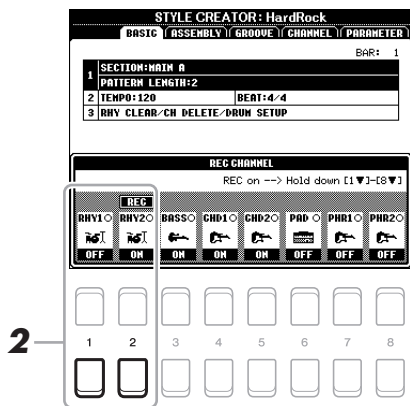 STYLE CREATOR: HardRock
BASIC ASSEMBLY GROOVE CHANNEL PARAMETER
BAR: 1
1 SECTION:MAIN A
PATTERN LENGTH:2
2 TEMPO:120 BEAT:4/4
3 RHY CLEAR/CH DELETE/DRUM SETUP
REC CHANNEL
REC on --> Hold down [1▼]-[8▼]
REC
RHY1 RHY2 BASS CHD1 CHD2 PAD PHR1 PHR2
OFF ON ON ON ON OFF OFF OFF
2
1 2 3 4 5 6 7 8